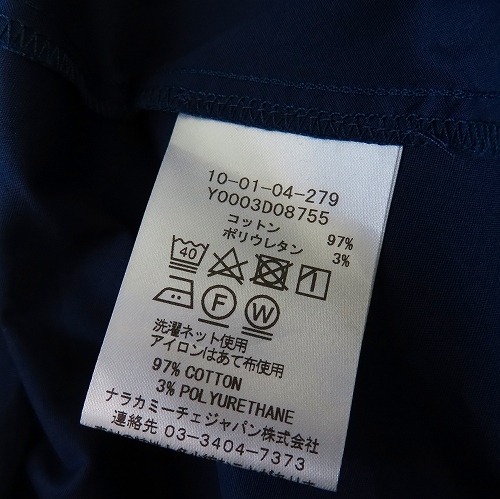 10-01-04-279
Y0003D08755
コットン 97%
ポリウレタン 3%
40
F W
洗濯ネット使用
アイロンはあて布使用
97% COTTON
3% POLYURETHANE
ナラカミーチェジャパン株式会社
連絡先 03-3404-7373